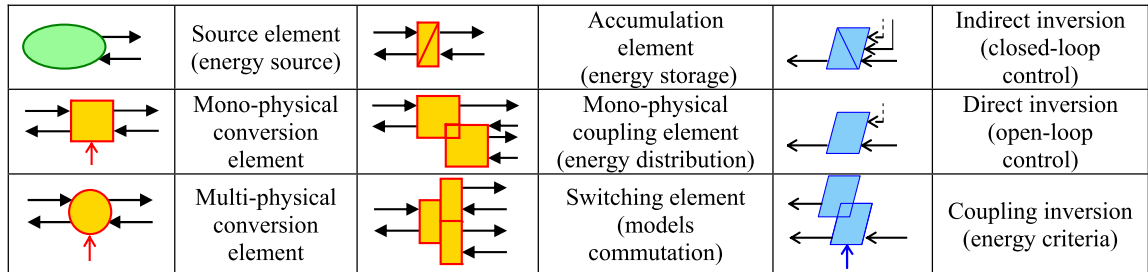 Source element
(energy source)
Accumulation
element
(energy storage)
Indirect inversion
(closed-loop
control)
Mono-physical
conversion
element
Mono-physical
coupling element
(energy distribution)
Direct inversion
(open-loop
control)
Multi-physical
conversion
element
Switching element
(models
commutation)
Coupling inversion
(energy criteria)